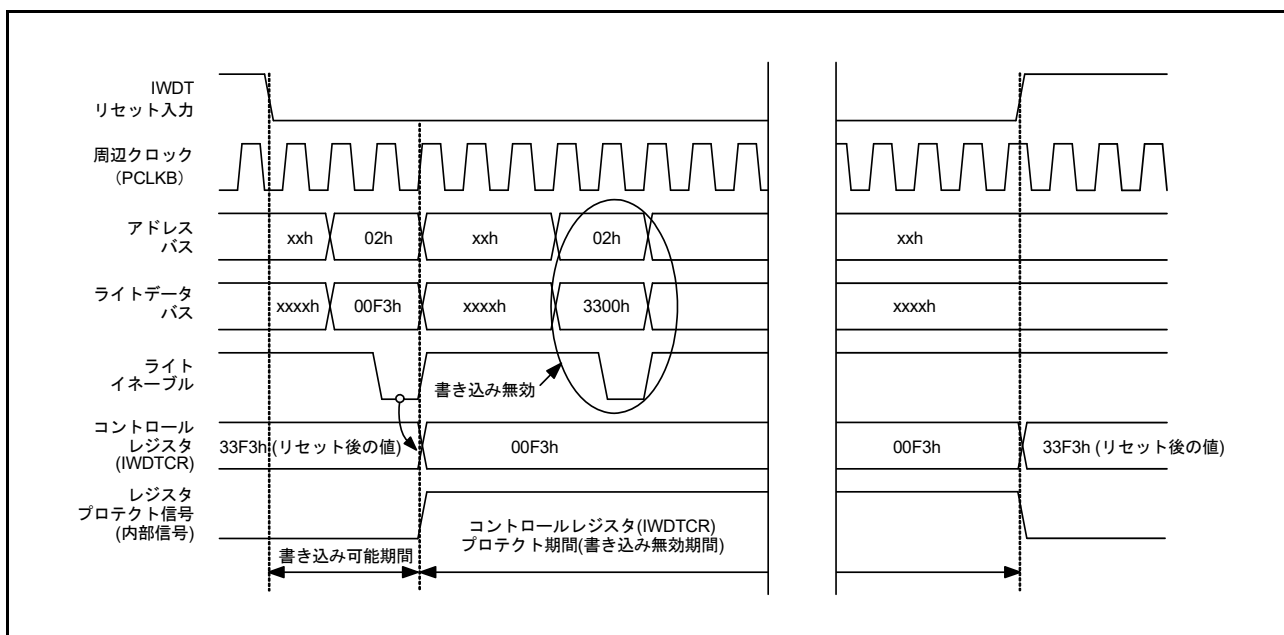 IWDT
リセット入力
周辺クロック
(PCLKB)
アドレス
バス
xxh
02h
xxh
02h
xxh
ライトデータ
バス
xxxxh
00F3h
xxxxh
3300h
xxxxh
ライト
イネーブル
書き込み無効
コントロール
レジスタ
(IWDTCR)
33F3h (リセット後の値)
00F3h
00F3h
33F3h (リセット後の値)
レジスタ
プロテクト信号
(内部信号)
コントロールレジスタ(IWDTCR)
プロテクト期間(書き込み無効期間)
書き込み可能期間